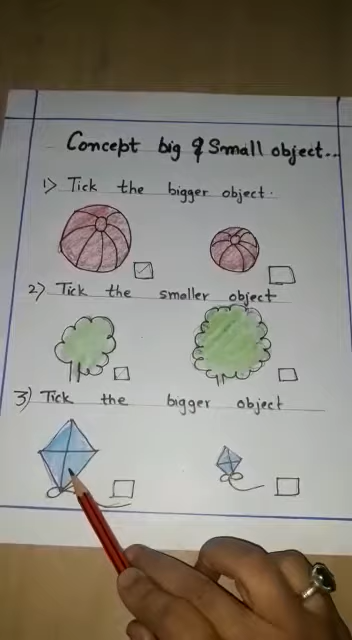 Concept big & Small object...
1) Tick the bigger object.
2) Tick the smaller object
3) Tick the bigger object